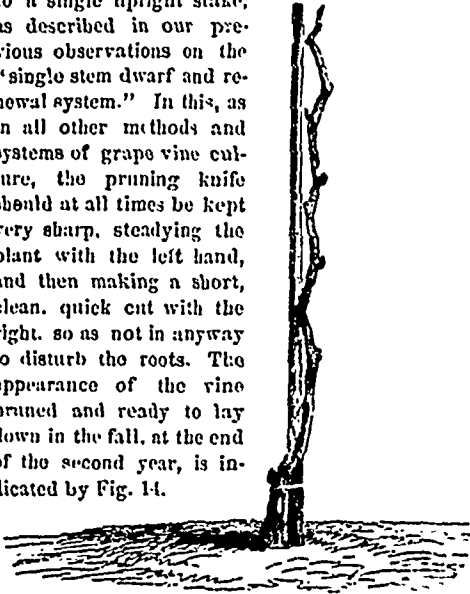 to a single upright stake,
as described in our pre-
vious observations on the
“single stem dwarf and re-
newal system.” In this, as
in all other methods and
systems of grape vine cul-
ture, the pruning knife
should at all times be kept
very sharp, steadying the
plant with the left hand,
and then making a short,
clean, quick cut with the
right, so as not in anyway
to disturb the roots. The
appearance of the vine
pruned and ready to lay
down in the fall, at the end
of the second year, is in-
dicated by Fig. 14.